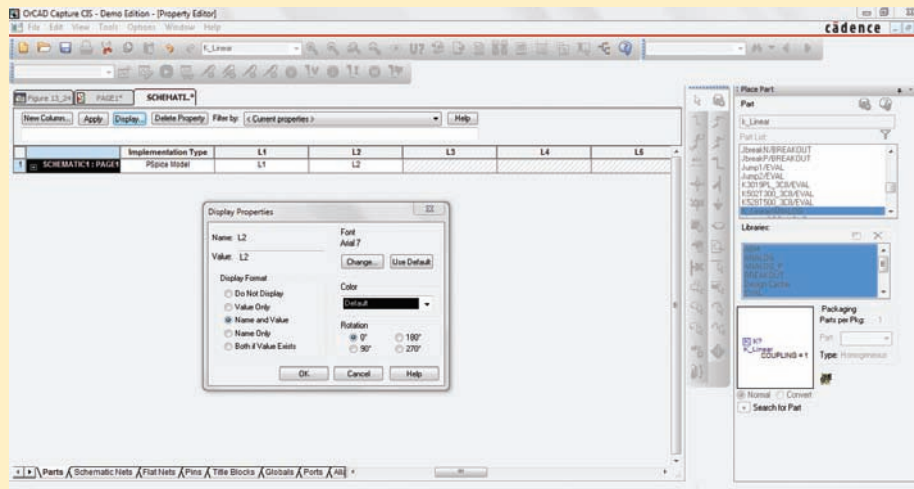 OrCAD Capture CIS - Demo Edition - [Property Editor]
File Edit View Tools Options Window Help
cādence
K_Linear
U?
Figure 13_24 PAGE1* SCHEMATI..*
New Column... Apply Display... Delete Property Filter by: < Current properties > Help
Implementation Type L1 L2 L3 L4 L5
1 SCHEMATIC1 : PAGE1 PSpice Model L1 L2
Display Properties
Name: L2
Value: L2
Font
Arial 7
Change... Use Default
Display Format
Do Not Display
Value Only
Name and Value
Name Only
Both if Value Exists
Color
Default
Rotation
0° 180°
90° 270°
OK Cancel Help
Place Part
Part
k_Linear
Part List:
JbreakN/BREAKOUT
JbreakP/BREAKOUT
Jump1/EVAL
Jump2/EVAL
K3019PL_3C8/EVAL
K502T300_3C8/EVAL
K528T500_3C8/EVAL
Libraries:
ANALOG
ANALOG_P
BREAKOUT
Design Cache
K?
k_Linear
COUPLING = 1
Packaging
Parts per Pkg: 1
Part:
Type: Homogeneous
Normal Convert
Search for Part
Parts Schematic Nets Flat Nets Pins Title Blocks Globals Ports